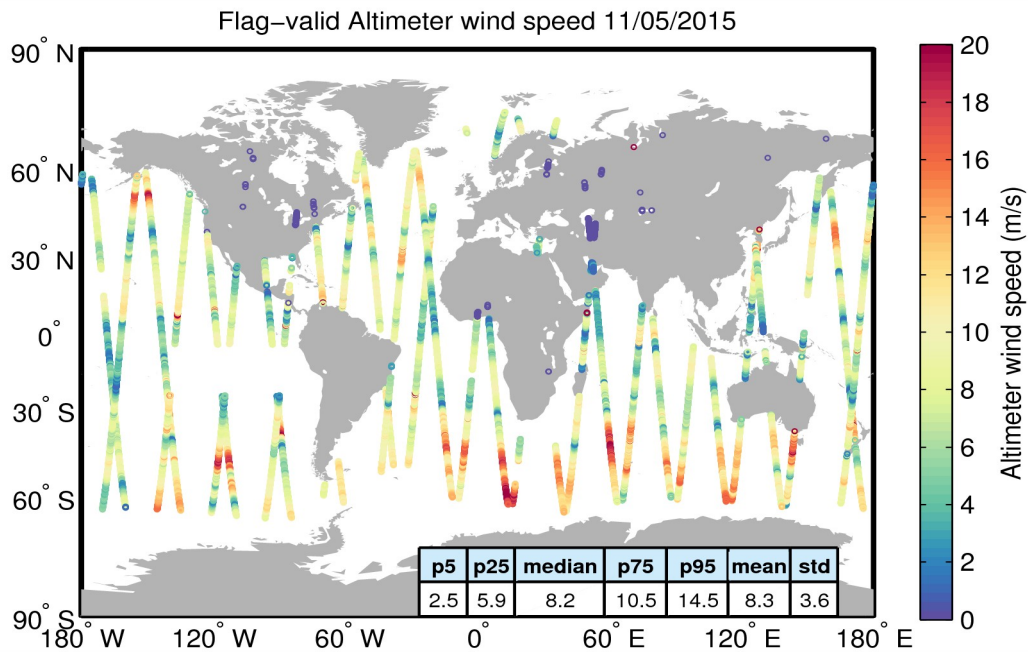 Flag−valid Altimeter wind speed 11/05/2015
90° N
60° N
30° N
0°
30° S
60° S
90° S
180° W
120° W
60° W
0°
60° E
120° E
180° E
p5 p25 median p75 p95 mean std
2.5 5.9 8.2 10.5 14.5 8.3 3.6
20
18
16
14
12
10
8
6
4
2
0
Altimeter wind speed (m/s)